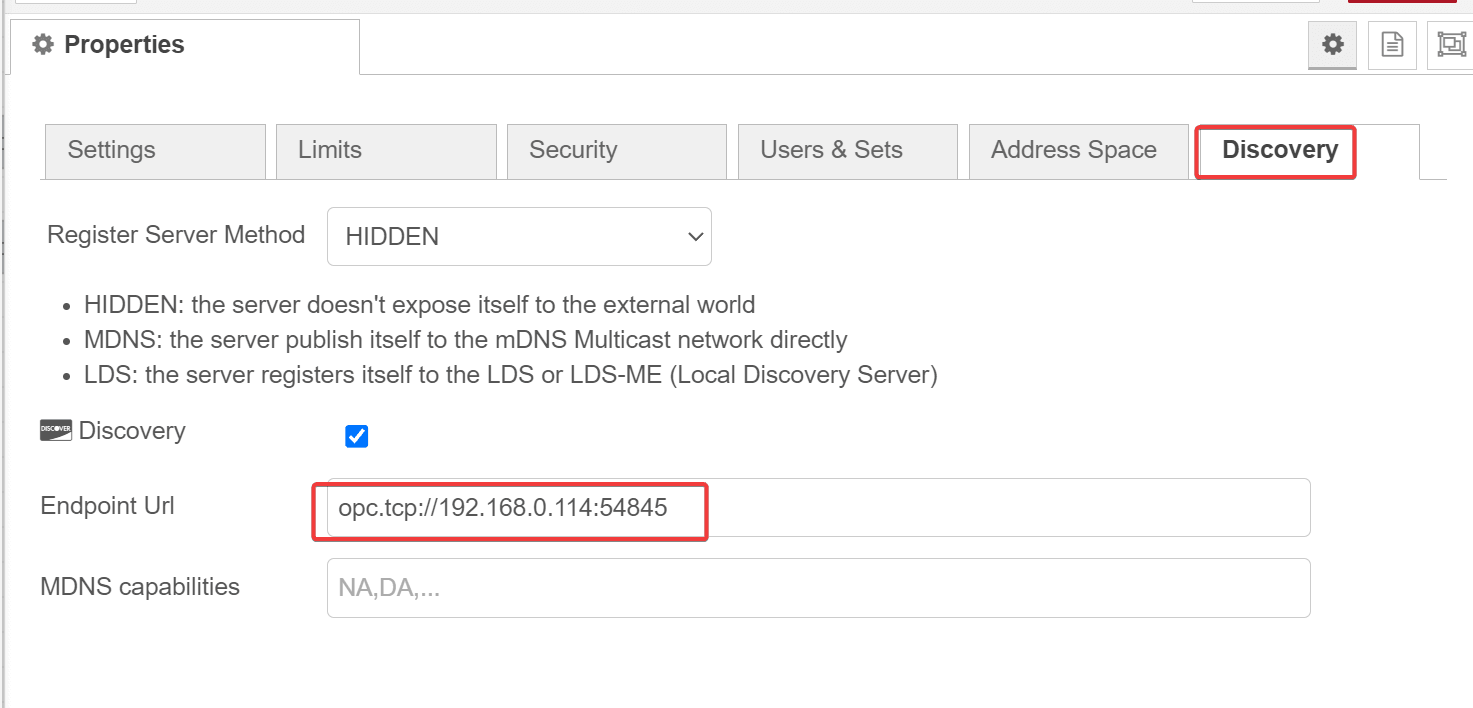 Properties
Settings
Limits
Security
Users & Sets
Address Space
Discovery
Register Server Method
HIDDEN
HIDDEN: the server doesn't expose itself to the external world
MDNS: the server publish itself to the mDNS Multicast network directly
LDS: the server registers itself to the LDS or LDS-ME (Local Discovery Server)
DISCOVER Discovery
Endpoint Url
opc.tcp://192.168.0.114:54845
MDNS capabilities
NA,DA,...